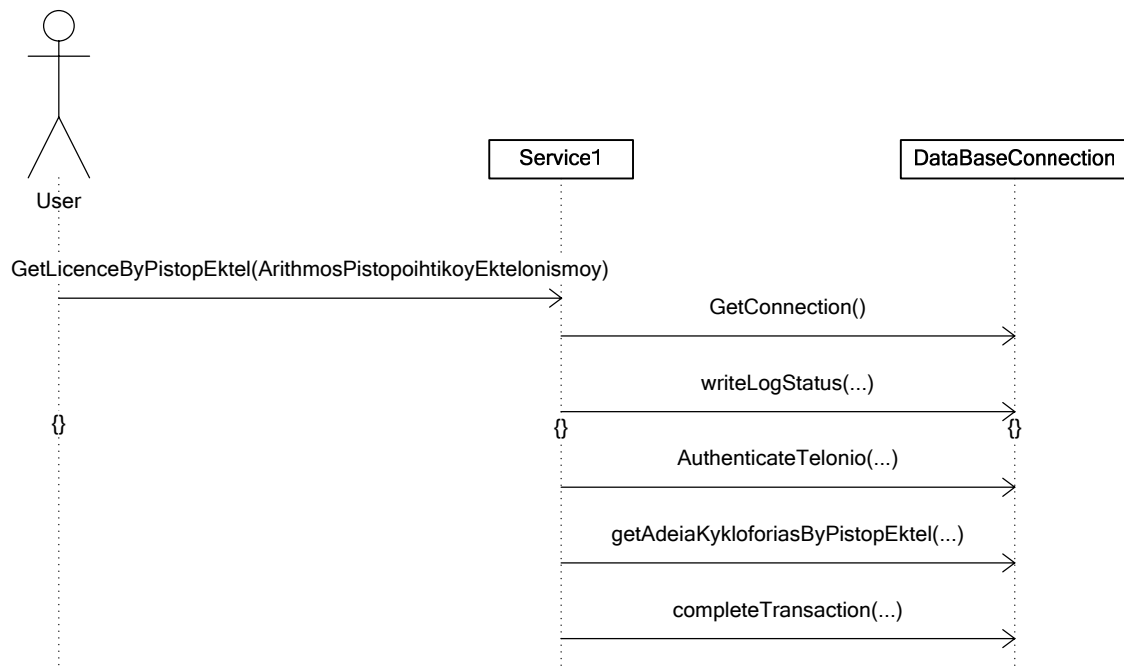 Service1
DataBaseConnection
User
GetLicenceByPistopEktel(ArithmosPistopoihtikoyEktelonismoy)
GetConnection()
writeLogStatus(...)
{}
{}
{}
AuthenticateTelonio(...)
getAdeiaKykloforiasByPistopEktel(...)
completeTransaction(...)